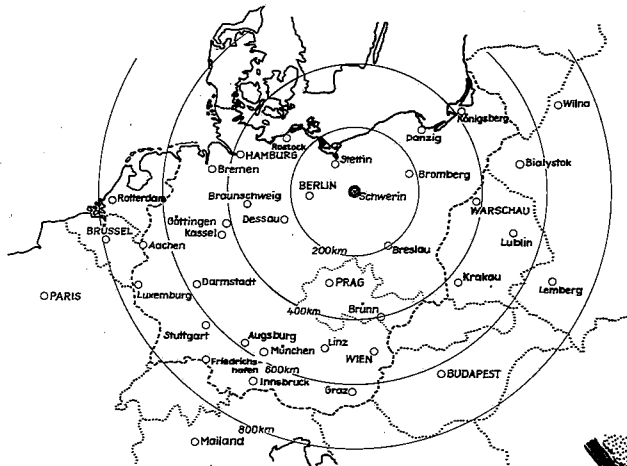 Wilna
Königsberg
Danzig
Rostock
HAMBURG
Stettin
Bremen
Bialystok
Bromberg
BERLIN
Schwerin
Rotterdam
Braunschweig
WARSCHAU
Dessau
Göttingen
Kassel
BRÜSSEL
Aachen
Lublin
200km
Breslau
PRAG
Krakau
Lemberg
Darmstadt
Luxemburg
PARIS
400km
Brünn
Stuttgart
Augsburg
München
Linz
WIEN
Friedrichs-
hafen
600km
BUDAPEST
Innsbruck
Graz
800km
Mailand